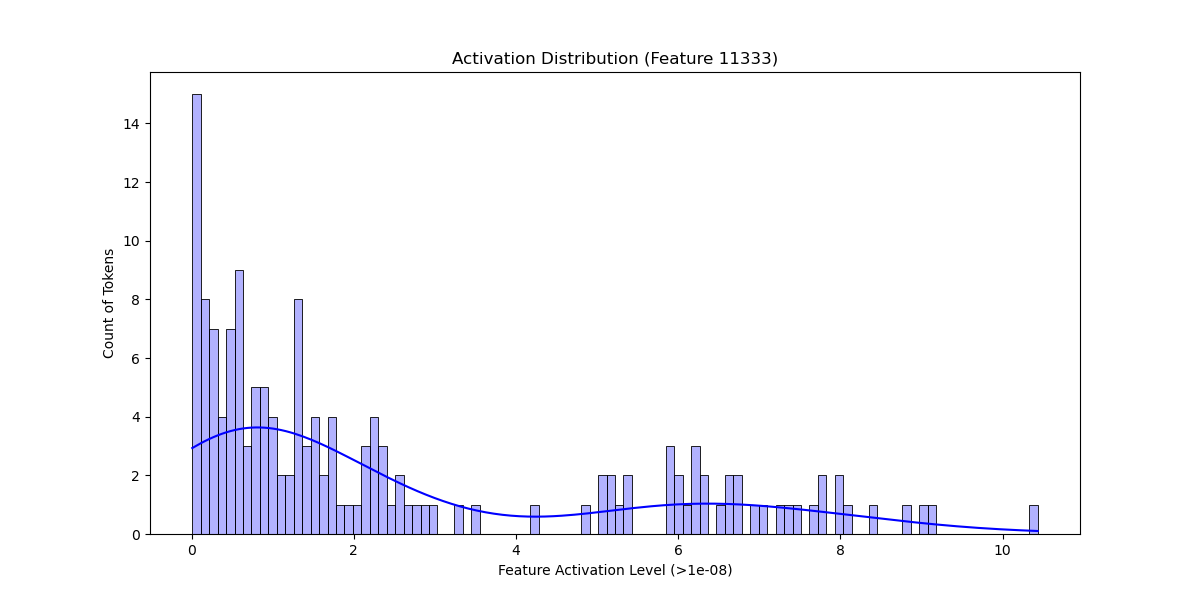 Activation Distribution (Feature 11333)
14
12
10
8
6
4
2
0
Count of Tokens
0 2 4 6 8 10
Feature Activation Level (>1e-08)